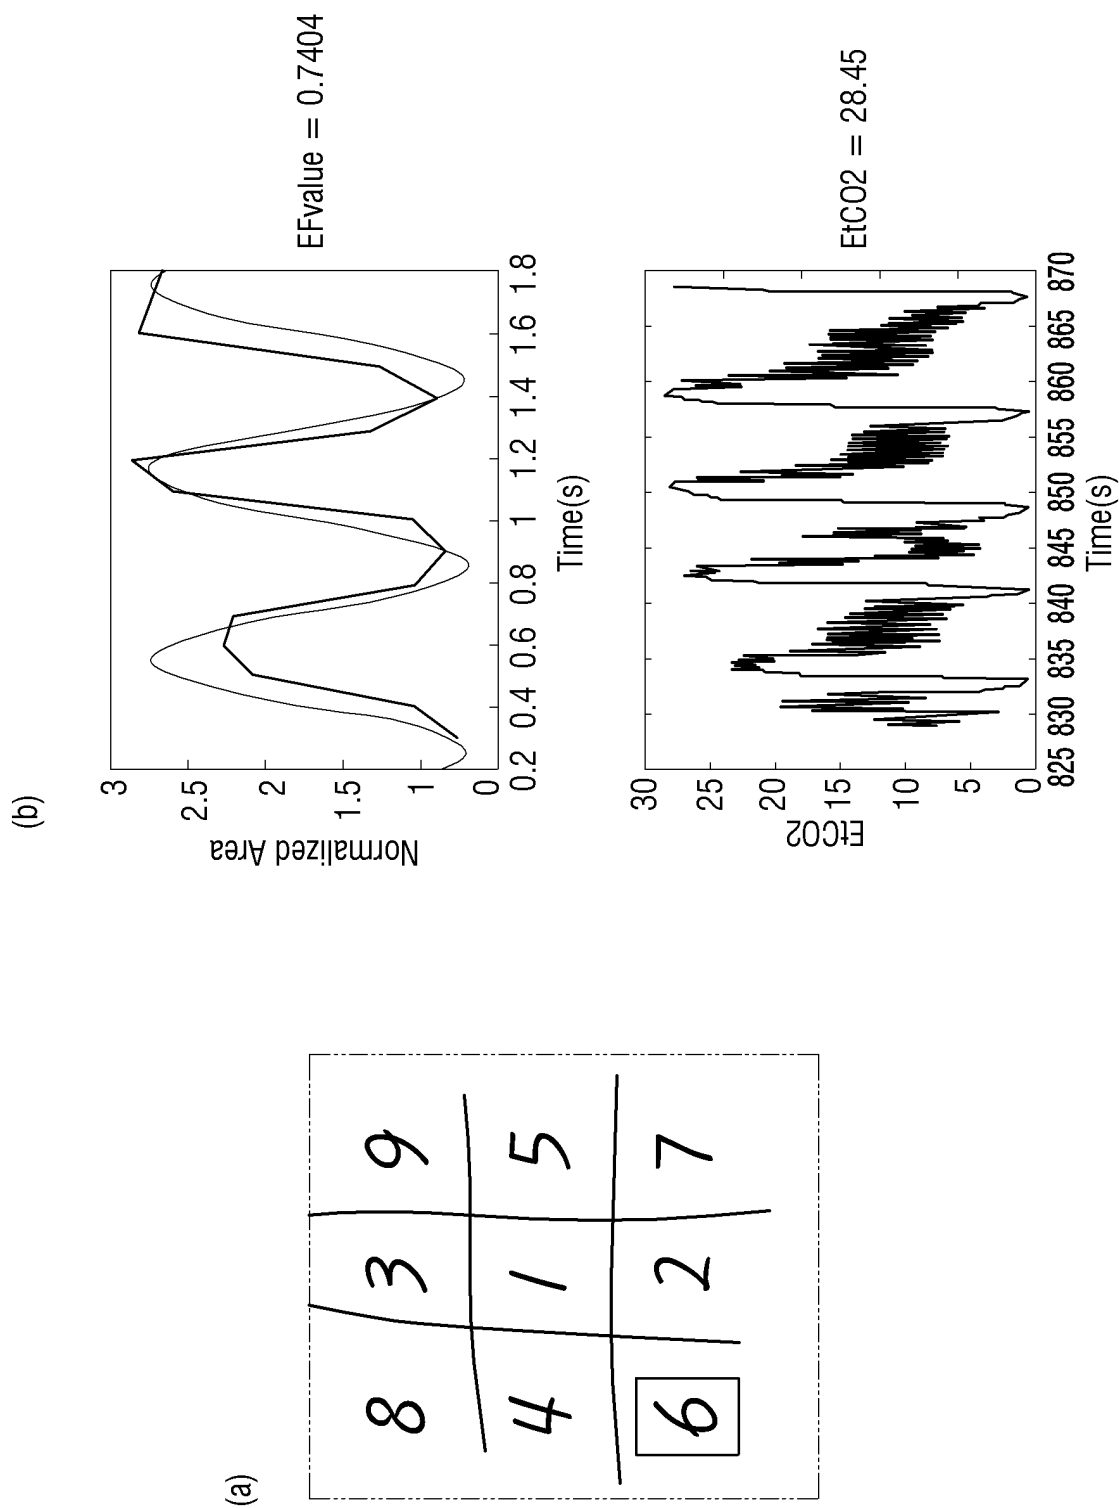 (a)
8 3 9
4 1 5
6 2 7
(b)
Normalized Area
3
2.5
2
1.5
1
0
0.2 0.4 0.6 0.8 1 1.2 1.4 1.6 1.8
Time(s)
EFvalue = 0.7404
EtCO2
30
25
20
15
10
5
0
825 830 835 840 845 850 855 860 865 870
Time(s)
EtCO2 = 28.45